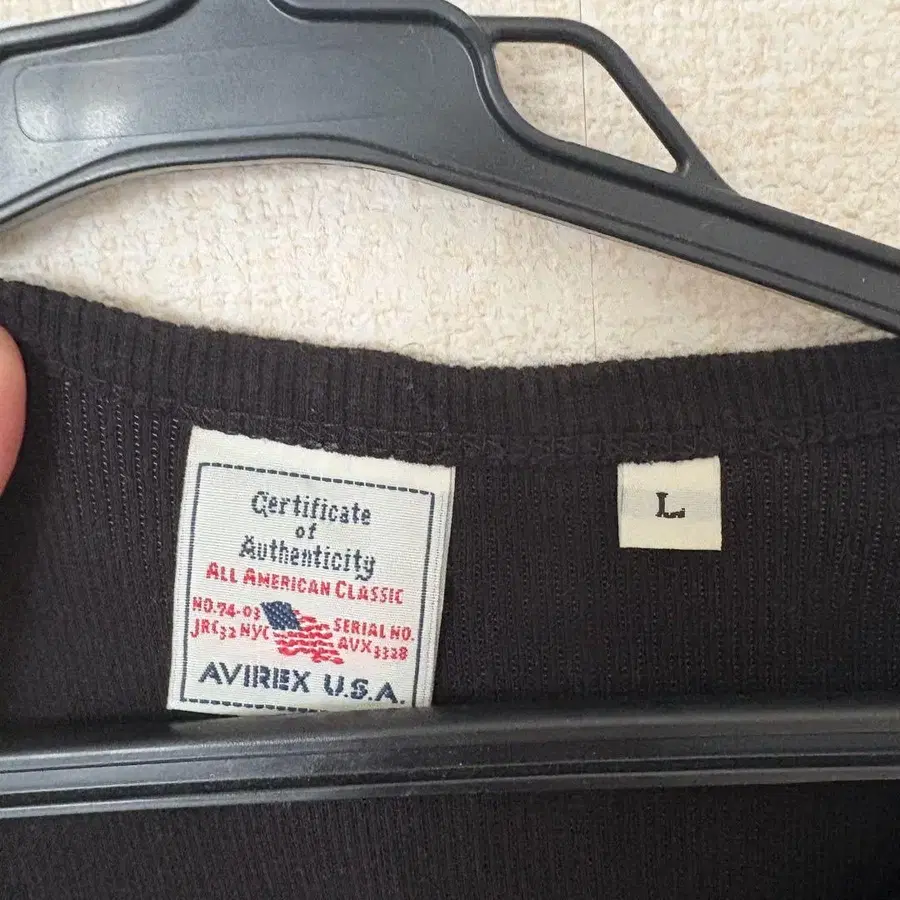 Certificate
of
Authenticity
ALL AMERICAN CLASSIC
NO.74-03
JRC32 NYC
SERIAL NO.
AVX3328
AVIREX U.S.A.
L